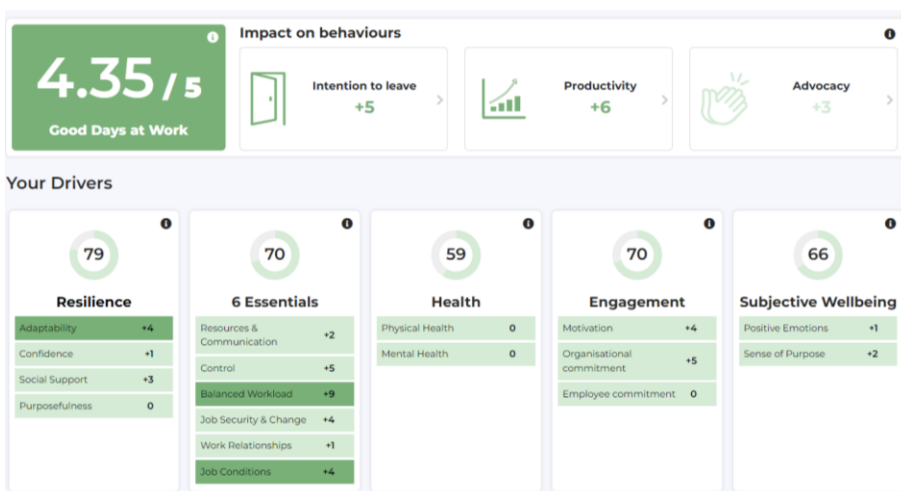 Impact on behaviours
4.35 / 5
Good Days at Work
Intention to leave
+5
Productivity
+6
Advocacy
+3
Your Drivers
79
Resilience
Adaptability +4
Confidence +1
Social Support +3
Purposefulness 0
70
6 Essentials
Resources &
Communication +2
Control +5
Balanced Workload +9
Job Security & Change +4
Work Relationships +1
Job Conditions +4
59
Health
Physical Health 0
Mental Health 0
70
Engagement
Motivation +4
Organisational
commitment +5
Employee commitment 0
66
Subjective Wellbeing
Positive Emotions +1
Sense of Purpose +2